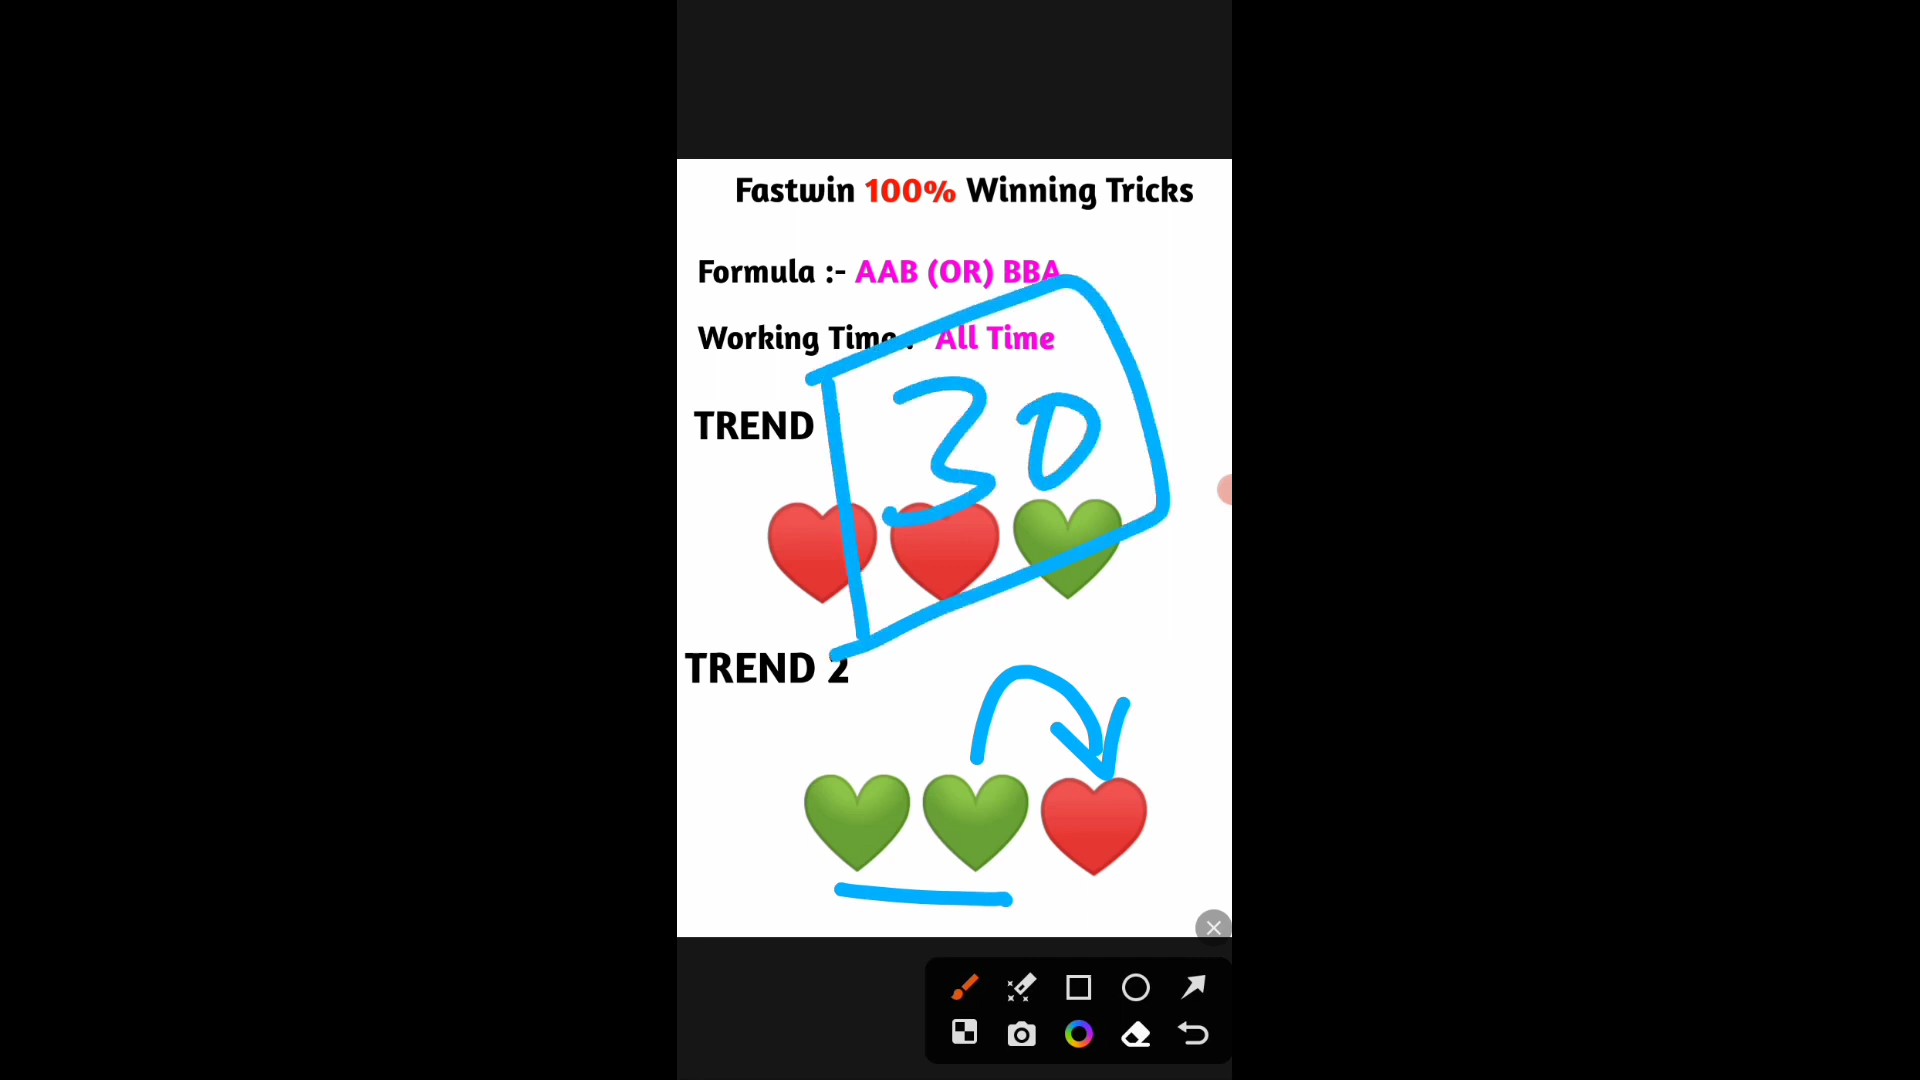 Fastwin 100% Winning Tricks
Formula :- AAB (OR) BBA
Working Time :- All Time
TREND
30
TREND 2